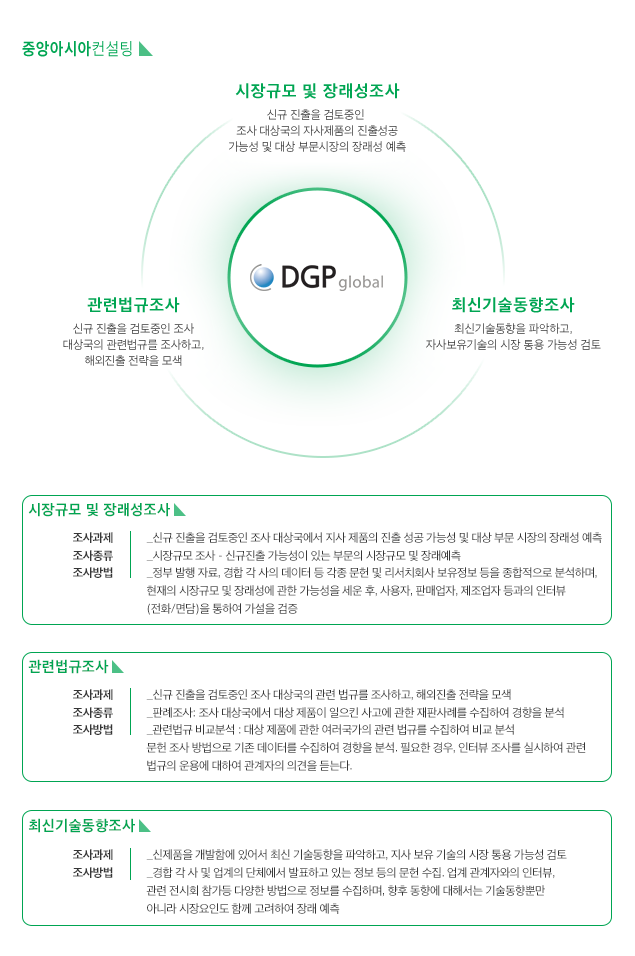 중앙아시아컨설팅
시장규모 및 장래성조사
신규 진출을 검토중인
조사 대상국의 자사제품의 진출성공
가능성 및 대상 부문시장의 장래성 예측
DGP global
관련법규조사
신규 진출을 검토중인 조사
대상국의 관련법규를 조사하고,
해외진출 전략을 모색
최신기술동향조사
최신기술동향을 파악하고,
자사보유기술의 시장 통용 가능성 검토
시장규모 및 장래성조사
조사과제 _신규 진출을 검토중인 조사 대상국에서 지사 제품의 진출 성공 가능성 및 대상 부문 시장의 장래성 예측
조사종류 _시장규모 조사 - 신규진출 가능성이 있는 부문의 시장규모 및 장래예측
조사방법 _정부 발행 자료, 경합 각 사의 데이터 등 각종 문헌 및 리서치회사 보유정보 등을 종합적으로 분석하며,
현재의 시장규모 및 장래성에 관한 가능성을 세운 후, 사용자, 판매업자, 제조업자 등과의 인터뷰
(전화/면담)을 통하여 가설을 검증
관련법규조사
조사과제 _신규 진출을 검토중인 조사 대상국의 관련 법규를 조사하고, 해외진출 전략을 모색
조사종류 _판례조사: 조사 대상국에서 대상 제품이 일으킨 사고에 관한 재판사례를 수집하여 경향을 분석
조사방법 _관련법규 비교분석 : 대상 제품에 관한 여러국가의 관련 법규를 수집하여 비교 분석
문헌 조사 방법으로 기존 데이터를 수집하여 경향을 분석. 필요한 경우, 인터뷰 조사를 실시하여 관련
법규의 운용에 대하여 관계자의 의견을 듣는다.
최신기술동향조사
조사과제 _신제품을 개발함에 있어서 최신 기술동향을 파악하고, 지사 보유 기술의 시장 통용 가능성 검토
조사방법 _경합 각 사 및 업계의 단체에서 발표하고 있는 정보 등의 문헌 수집. 업계 관계자와의 인터뷰,
관련 전시회 참가등 다양한 방법으로 정보를 수집하며, 향후 동향에 대해서는 기술동향뿐만
아니라 시장요인도 함께 고려하여 장래 예측